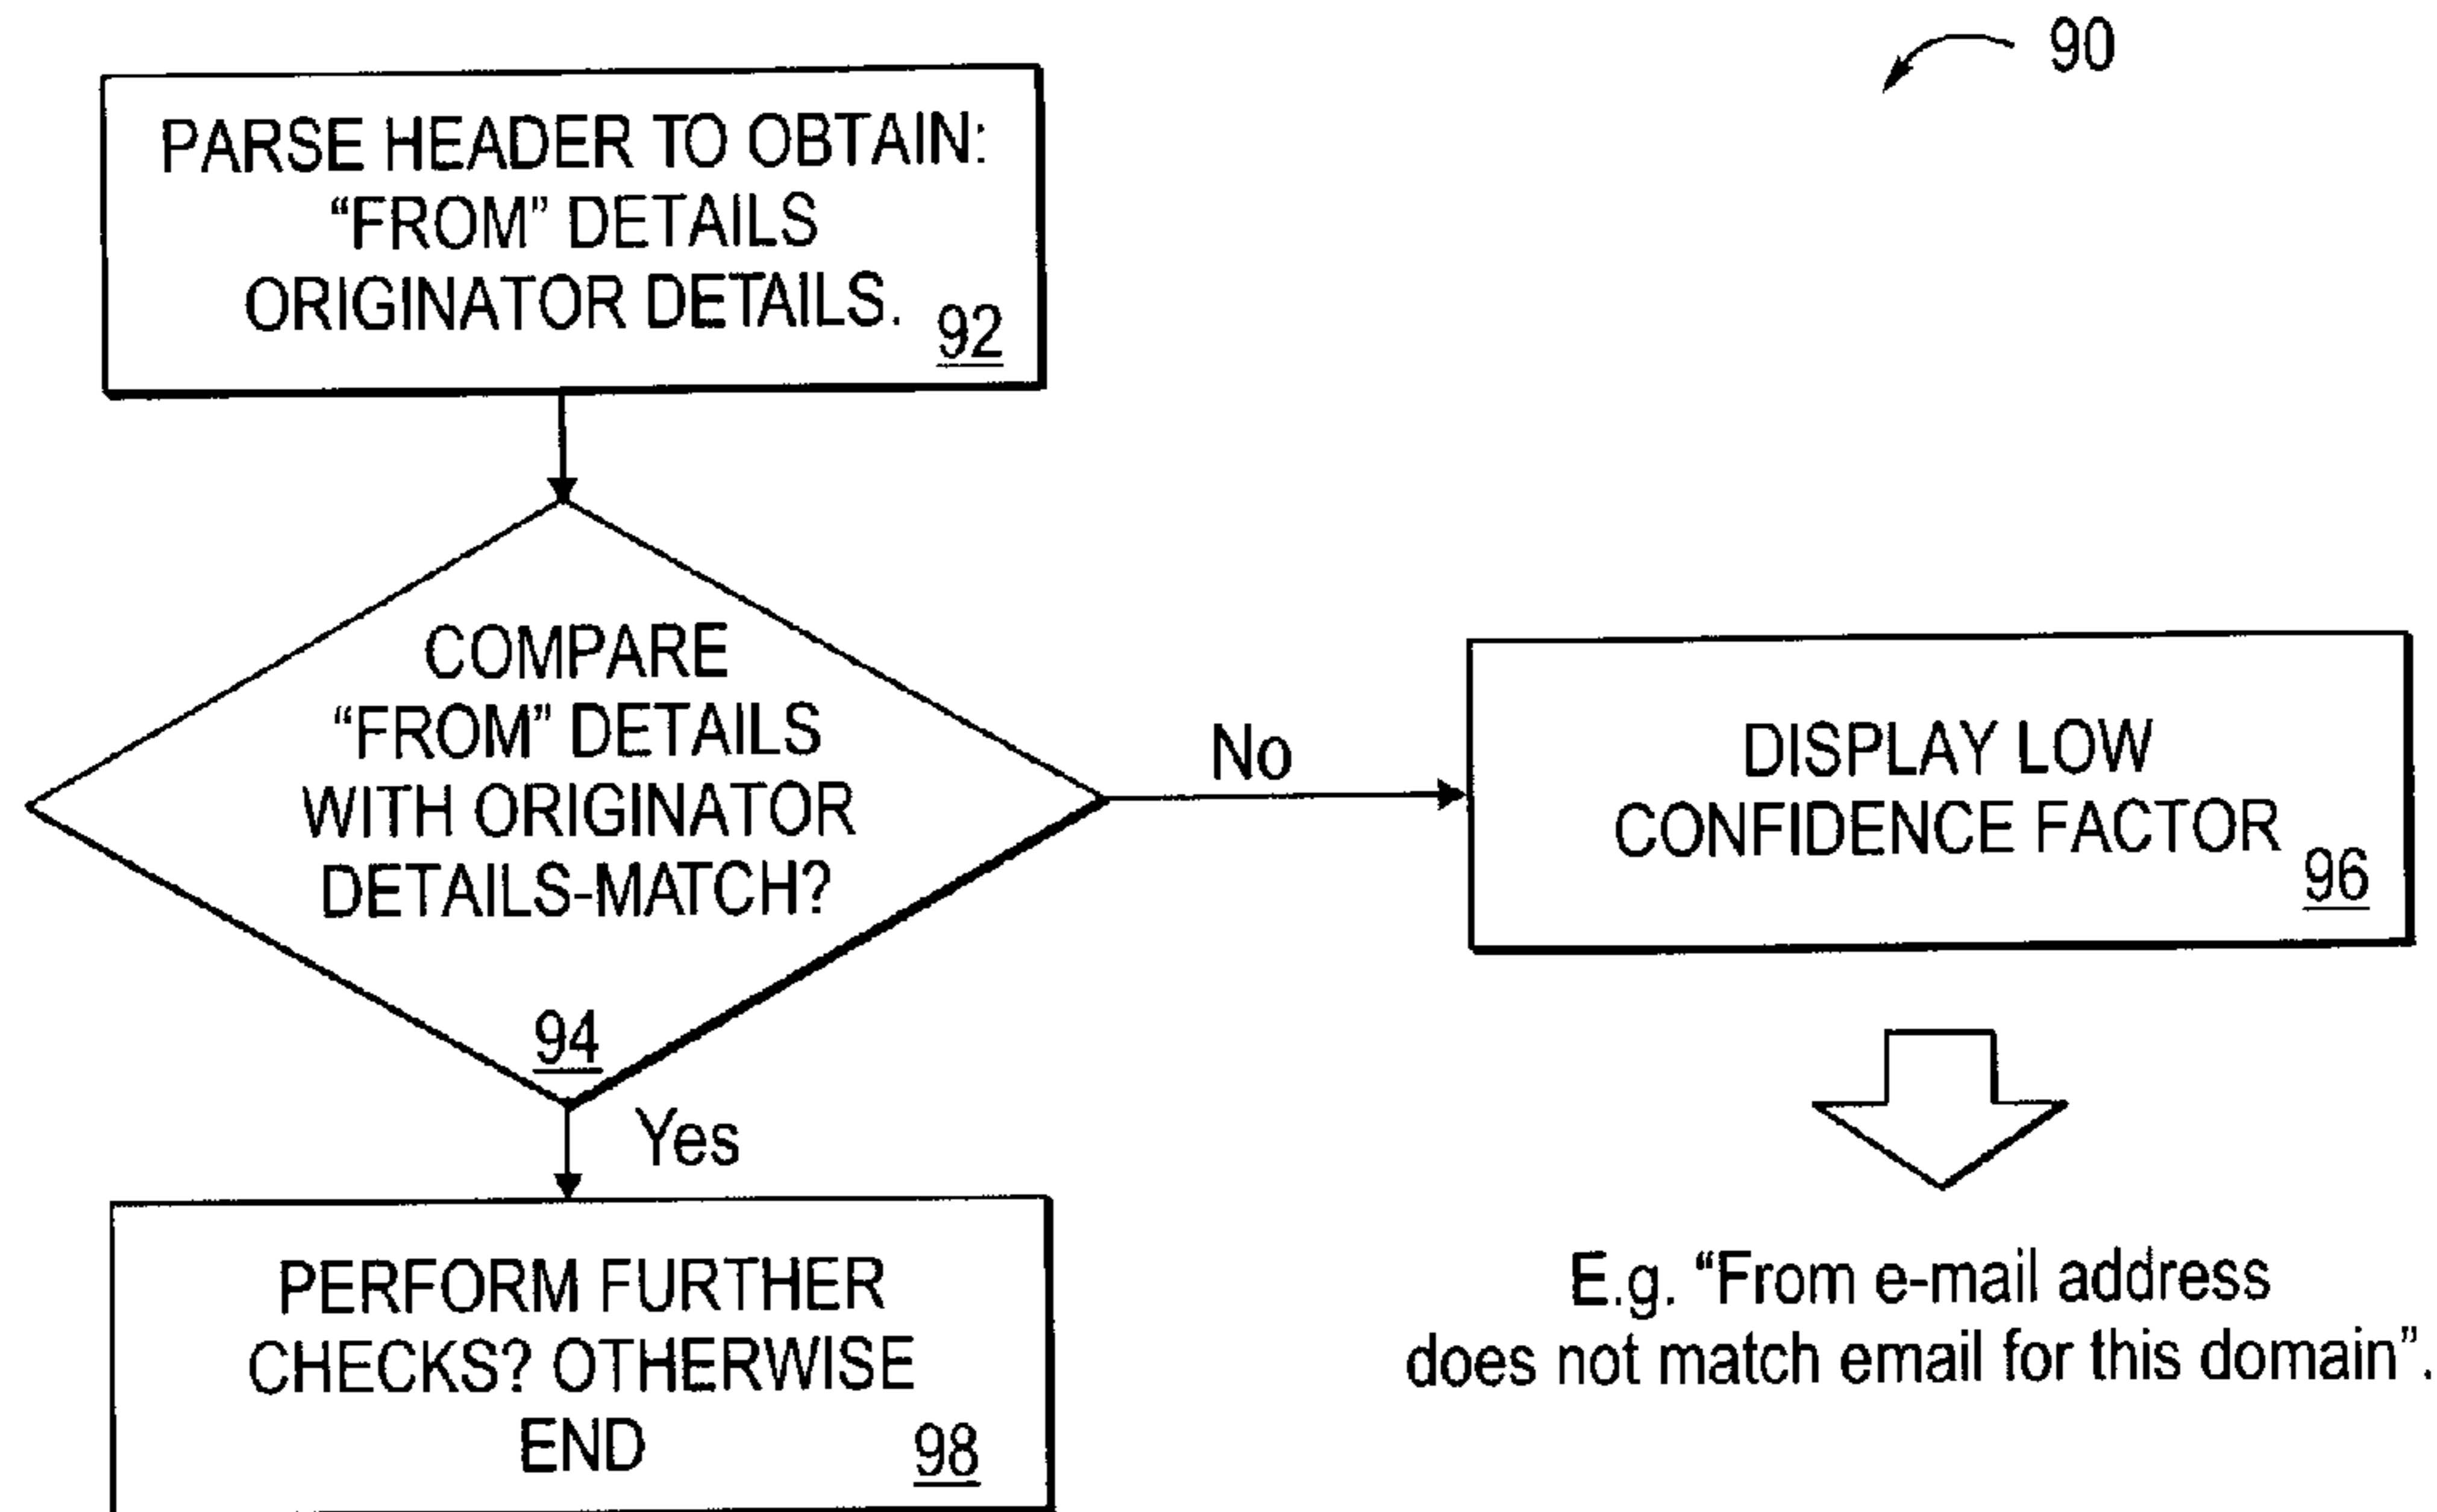 90
PARSE HEADER TO OBTAIN:
“FROM” DETAILS
ORIGINATOR DETAILS.
92
COMPARE
“FROM” DETAILS
WITH ORIGINATOR
DETAILS-MATCH?
94
No
DISPLAY LOW
CONFIDENCE FACTOR
96
Yes
E.g. “From e-mail address
does not match email for this domain”.
PERFORM FURTHER
CHECKS? OTHERWISE
END
98